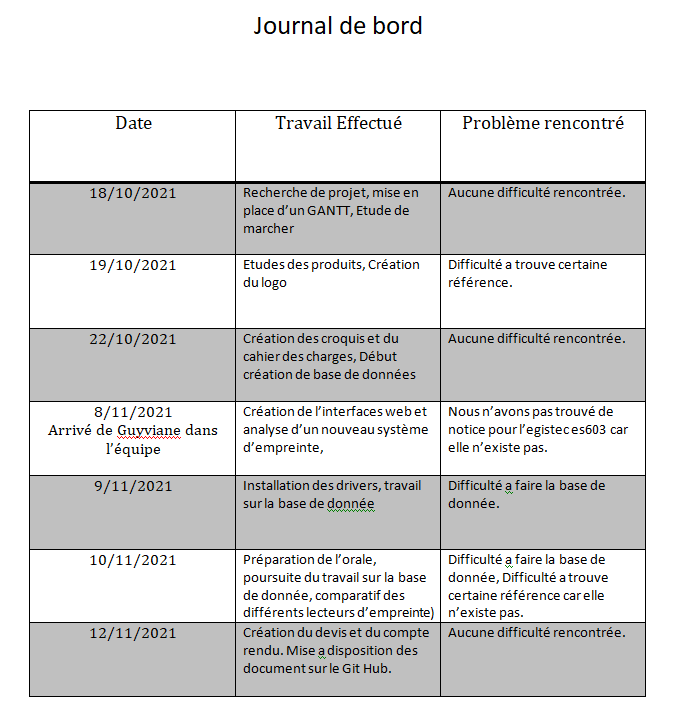 Journal de bord
Date
Travail Effectué
Problème rencontré
18/10/2021
Recherche de projet, mise en
place d’un GANTT, Etude de
marcher
Aucune difficulté rencontrée.
19/10/2021
Etudes des produits, Création
du logo
Difficulté a trouve certaine
référence.
22/10/2021
Création des croquis et du
cahier des charges, Début
création de base de données
Aucune difficulté rencontrée.
8/11/2021
Arrivé de Guyviane dans
l’équipe
Création de l’interfaces web et
analyse d’un nouveau système
d’empreinte,
Nous n’avons pas trouvé de
notice pour l’egistec es603 car
elle n’existe pas.
9/11/2021
Installation des drivers, travail
sur la base de donnée
Difficulté a faire la base de
donnée.
10/11/2021
Préparation de l’orale,
poursuite du travail sur la base
de donnée, comparatif des
différents lecteurs d’empreinte)
Difficulté a faire la base de
donnée, Difficulté a trouve
certaine référence car elle
n’existe pas.
12/11/2021
Création du devis et du compte
rendu. Mise a disposition des
document sur le Git Hub.
Aucune difficulté rencontrée.